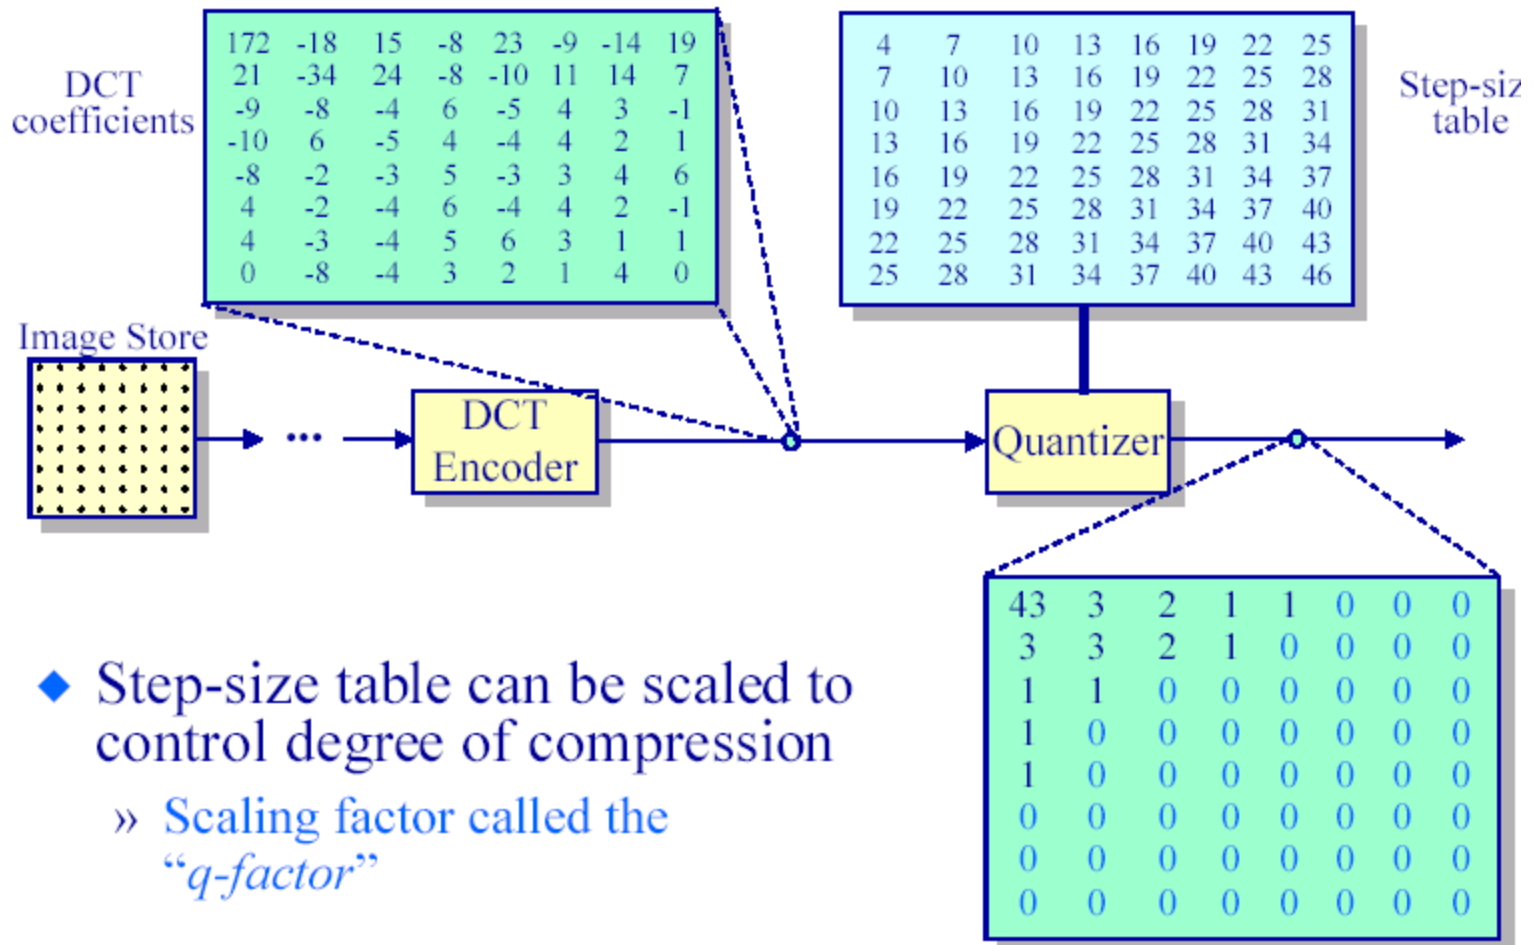 DCT
coefficients
172 -18 15 -8 23 -9 -14 19
21 -34 24 -8 -10 11 14 7
-9 -8 -4 6 -5 4 3 -1
-10 6 -5 4 -4 4 2 1
-8 -2 -3 5 -3 3 4 6
4 -2 -4 6 -4 4 2 -1
4 -3 -4 5 6 3 1 1
0 -8 -4 3 2 1 4 0
4 7 10 13 16 19 22 25
7 10 13 16 19 22 25 28
10 13 16 19 22 25 28 31
13 16 19 22 25 28 31 34
16 19 22 25 28 31 34 37
19 22 25 28 31 34 37 40
22 25 28 31 34 37 40 43
25 28 31 34 37 40 43 46
Step-siz
table
Image Store
...
DCT
Encoder
Quantizer
43 3 2 1 1 0 0 0
3 3 2 1 0 0 0 0
1 1 0 0 0 0 0 0
1 0 0 0 0 0 0 0
1 0 0 0 0 0 0 0
0 0 0 0 0 0 0 0
0 0 0 0 0 0 0 0
0 0 0 0 0 0 0 0
◆ Step-size table can be scaled to
control degree of compression
» Scaling factor called the
“q-factor”